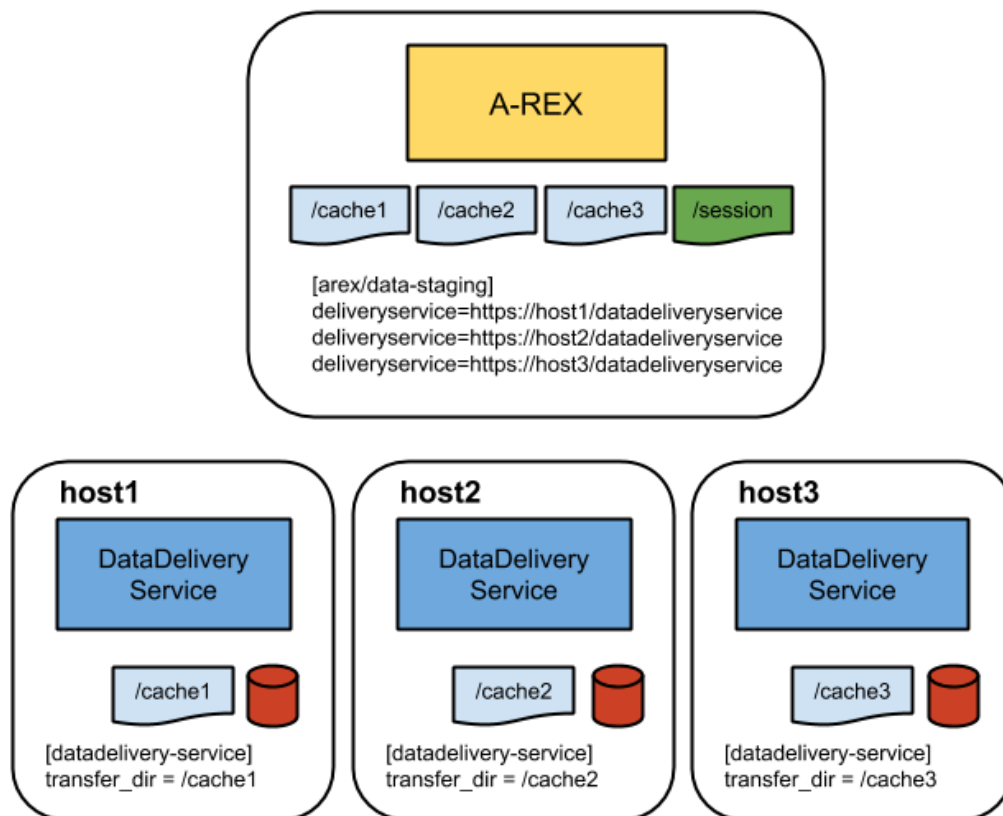 A-REX
/cache1
/cache2
/cache3
/session
[arex/data-staging]
deliveryservice=https://host1/datadeliveryservice
deliveryservice=https://host2/datadeliveryservice
deliveryservice=https://host3/datadeliveryservice
host1
DataDelivery
Service
/cache1
[datadelivery-service]
transfer_dir = /cache1
host2
DataDelivery
Service
/cache2
[datadelivery-service]
transfer_dir = /cache2
host3
DataDelivery
Service
/cache3
[datadelivery-service]
transfer_dir = /cache3